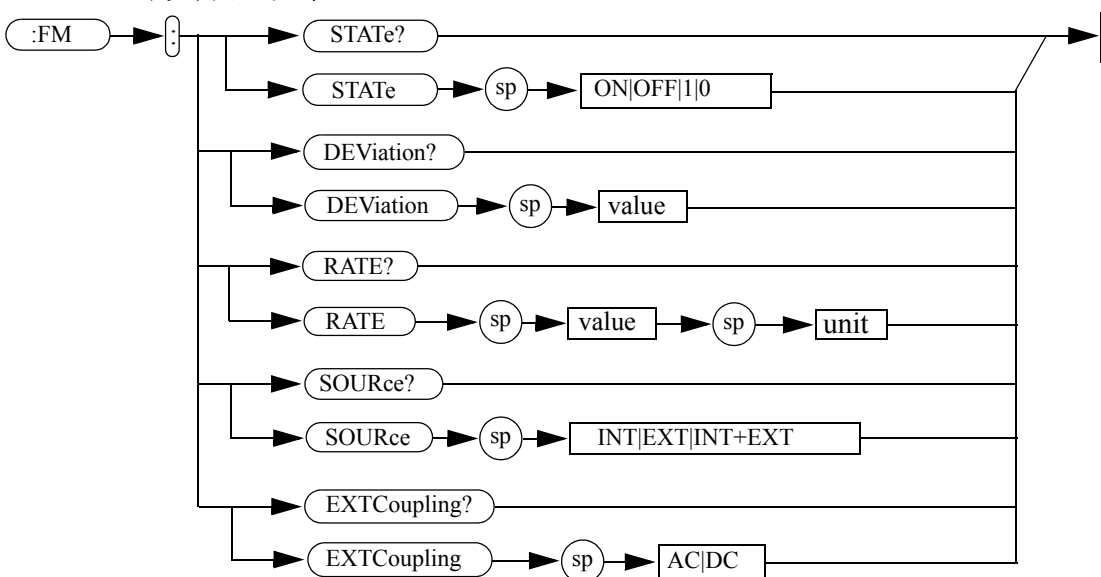 :FM
:
STATe?
STATe sp ON|OFF|1|0
DEViation?
DEViation sp value
RATE?
RATE sp value sp unit
SOURce?
SOURce sp INT|EXT|INT+EXT
EXTCoupling?
EXTCoupling sp AC|DC